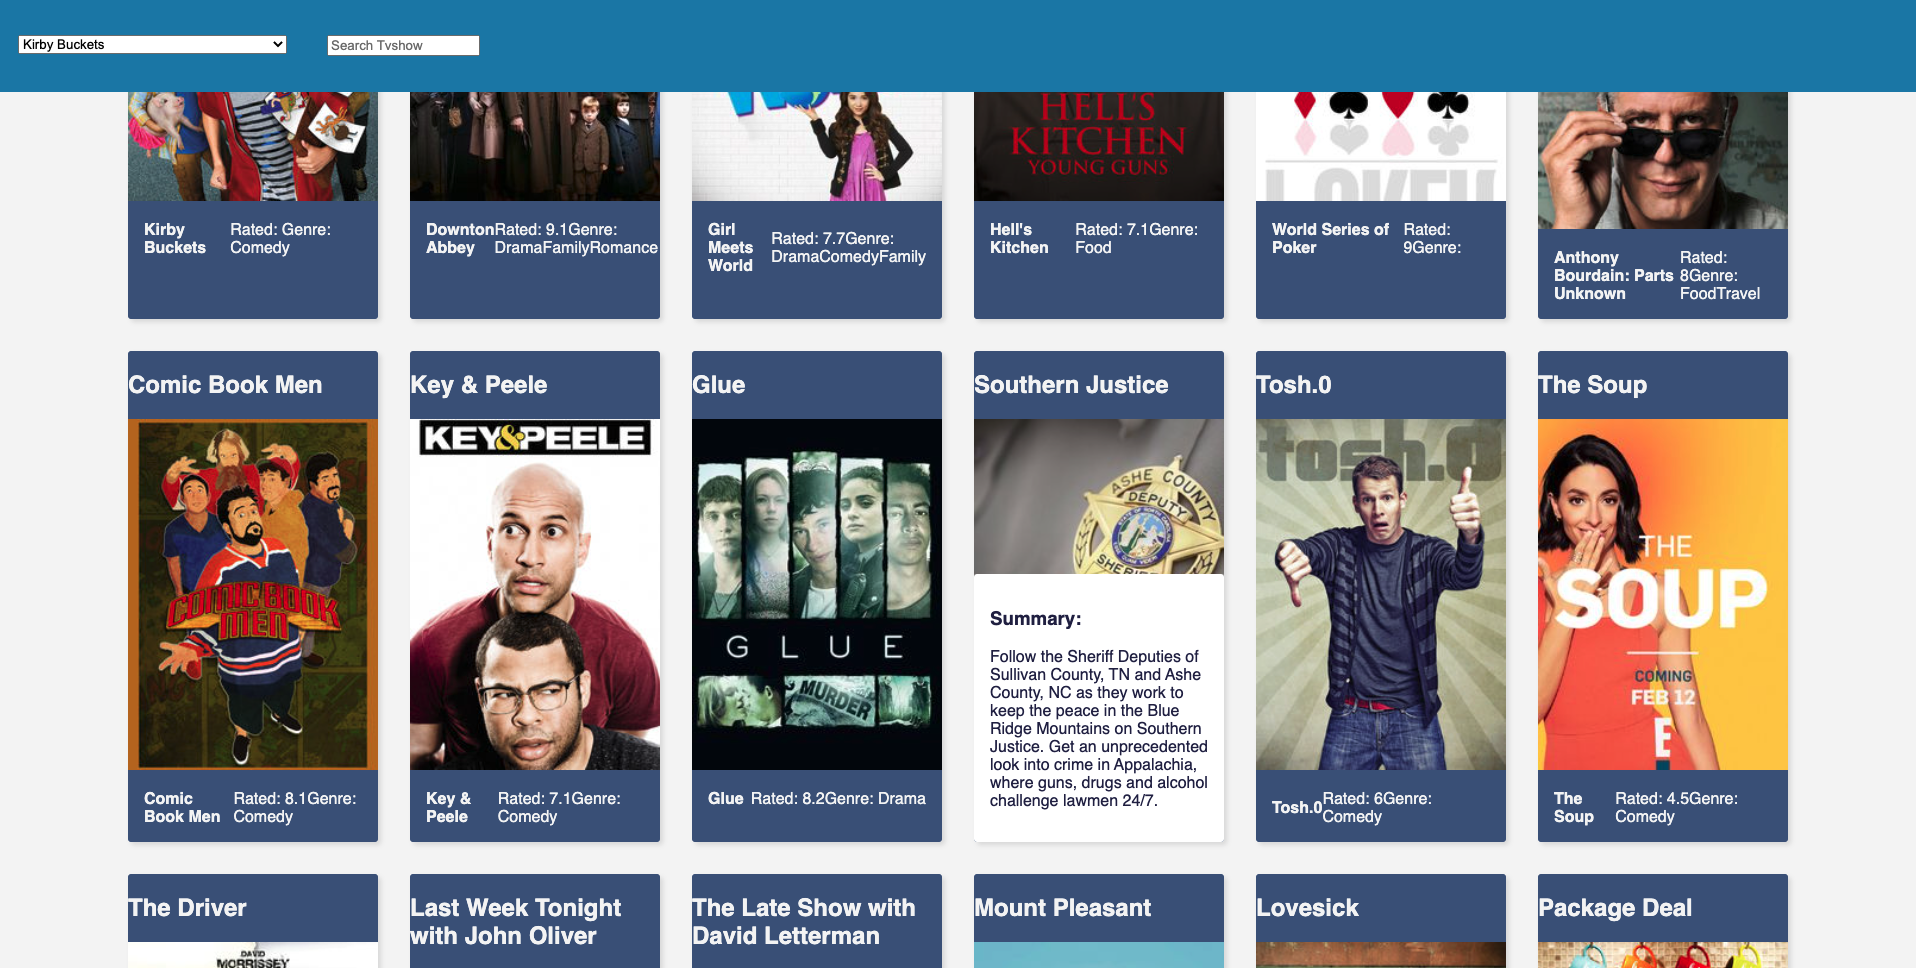 Kirby Buckets
Search Tvshow
HELL'S
KITCHEN
YOUNG GUNS
Kirby
Buckets
Rated: Genre:
Comedy
Downton
Abbey
Rated: 9.1Genre:
DramaFamilyRomance
Girl
Meets
World
Rated: 7.7Genre:
DramaComedyFamily
Hell's
Kitchen
Rated: 7.1Genre:
Food
World Series of
Poker
Rated:
9Genre:
Anthony
Bourdain: Parts
Unknown
Rated:
8Genre:
FoodTravel
Comic Book Men
Key & Peele
Glue
Southern Justice
Tosh.0
The Soup
COMIC BOOK
MEN
KEY&PEELE
GLUE
MURDER
ASHE COUNTY
DEPUTY
SHERIFF
tosh.0
THE
SOUP
COMING
FEB 12
E
Summary:
Follow the Sheriff Deputies of
Sullivan County, TN and Ashe
County, NC as they work to
keep the peace in the Blue
Ridge Mountains on Southern
Justice. Get an unprecedented
look into crime in Appalachia,
where guns, drugs and alcohol
challenge lawmen 24/7.
Comic
Book Men
Rated: 8.1Genre:
Comedy
Key &
Peele
Rated: 7.1Genre:
Comedy
Glue
Rated: 8.2Genre: Drama
Tosh.0
Rated: 6Genre:
Comedy
The
Soup
Rated: 4.5Genre:
Comedy
The Driver
Last Week Tonight
with John Oliver
The Late Show with
David Letterman
Mount Pleasant
Lovesick
Package Deal
DAVID
MORRISSEY